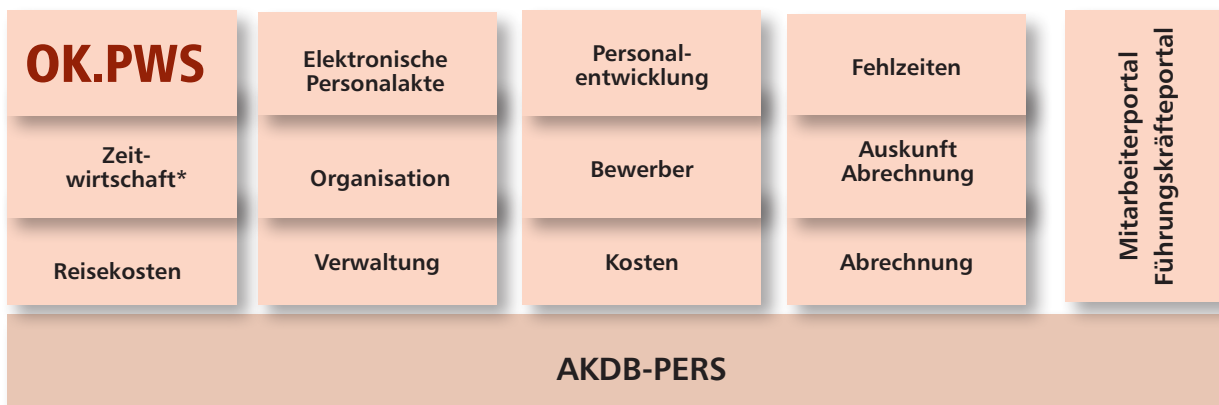 OK.PWS
Elektronische
Personalakte
Personal-
entwicklung
Fehlzeiten
Zeit-
wirtschaft*
Organisation
Bewerber
Auskunft
Abrechnung
Reisekosten
Verwaltung
Kosten
Abrechnung
Mitarbeiterportal
Führungskräfteportal
AKDB-PERS